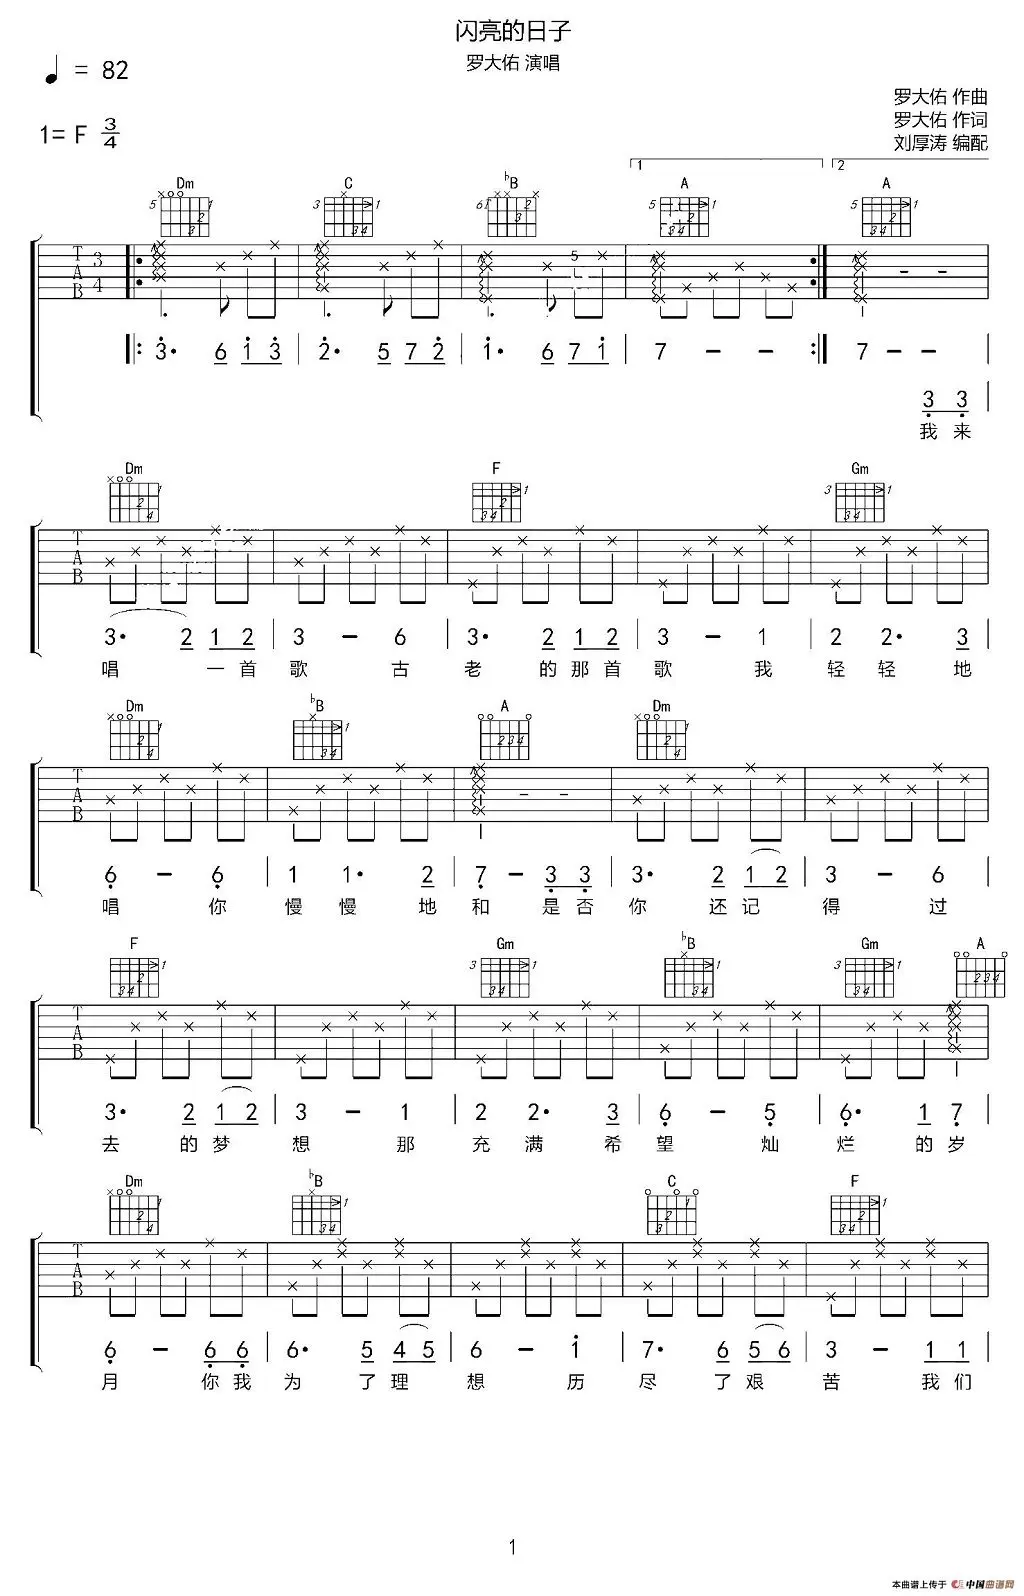 闪亮的日子
罗大佑 演唱
♩ = 82
罗大佑 作曲
1= F 3/4
罗大佑 作词
刘厚涛 编配
1 2
Dm C ♭B A A
5 3 6 5 5
T A B 3 4
5
3· 6 1 3 2· 5 7 2 1· 6 7 1 7 - - 7 - -
3 3
我 来
Dm F Gm
T A B
3· 2 1 2 3 - 6 3· 2 1 2 3 - 1 2 2· 3
唱 一 首 歌 古 老 的 那 首 歌 我 轻 轻 地
Dm ♭B A Dm
T A B
6 - 6 1 1· 2 7 - 3 3 3· 2 1 2 3 - 6
唱 你 慢 慢 地 和 是 否 你 还 记 得 过
F Gm ♭B Gm A
T A B
3· 2 1 2 3 - 1 2 2· 3 6 - 5 6· 1 7
去 的 梦 想 那 充 满 希 望 灿 烂 的 岁
Dm ♭B C F
T A B
6 - 6 6 6· 5 4 5 6 - 1 7· 6 5 6 3 - 1 1
月 你 我 为 了 理 想 历 尽 了 艰 苦 我 们
1
本曲谱上传于 中国曲谱网